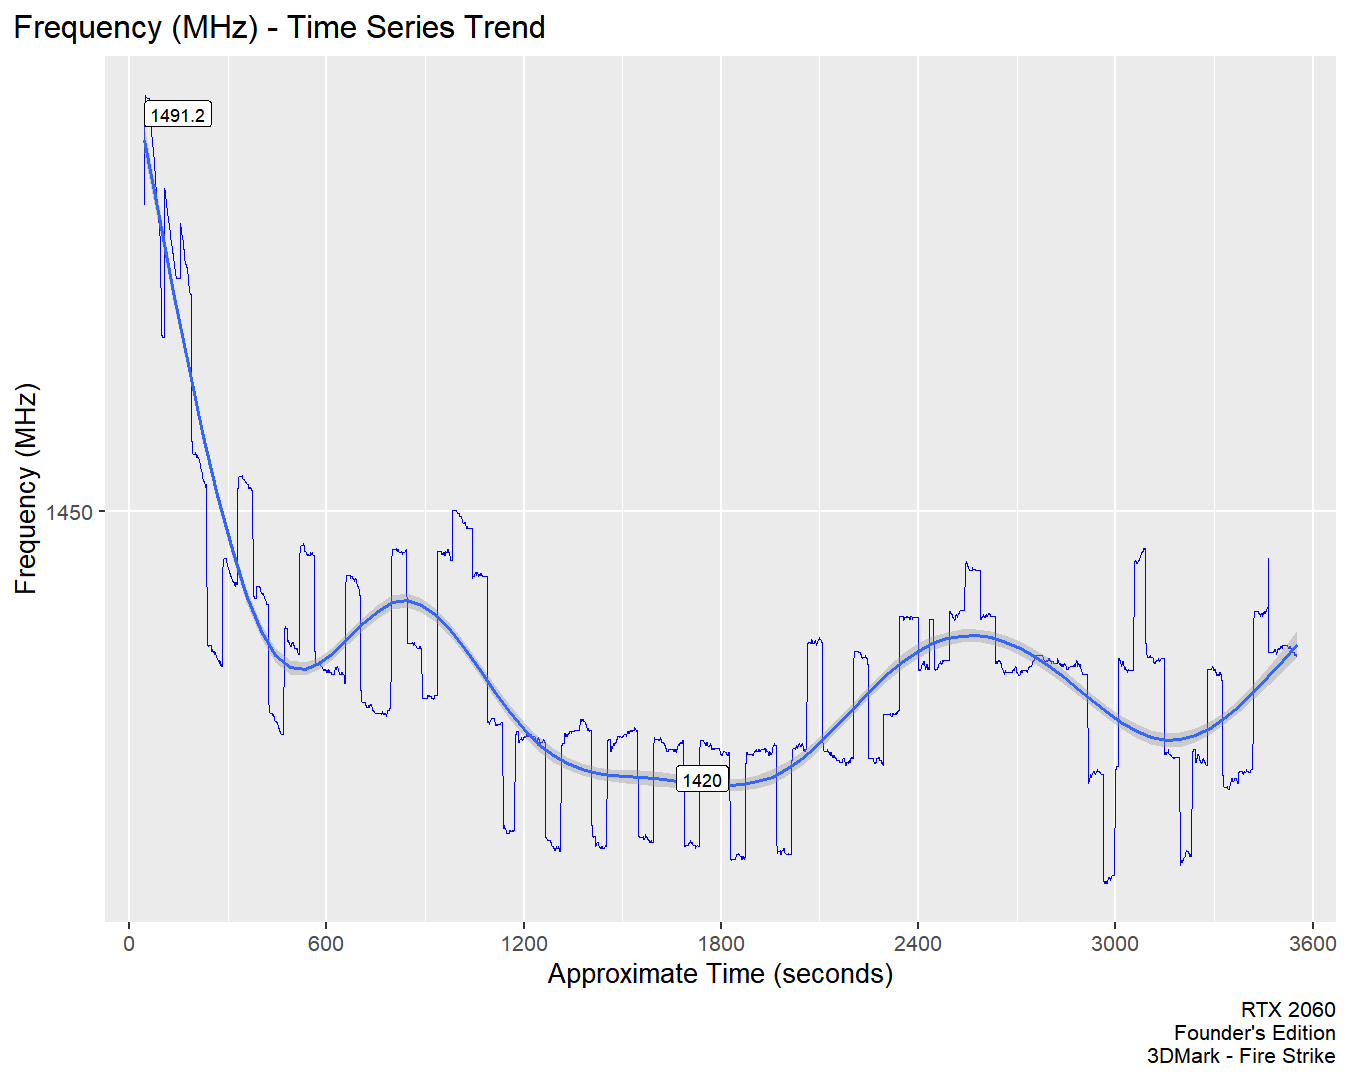 Frequency (MHz) - Time Series Trend
1491.2
Frequency (MHz)
1450
1420
0 600 1200 1800 2400 3000 3600
Approximate Time (seconds)
RTX 2060
Founder's Edition
3DMark - Fire Strike